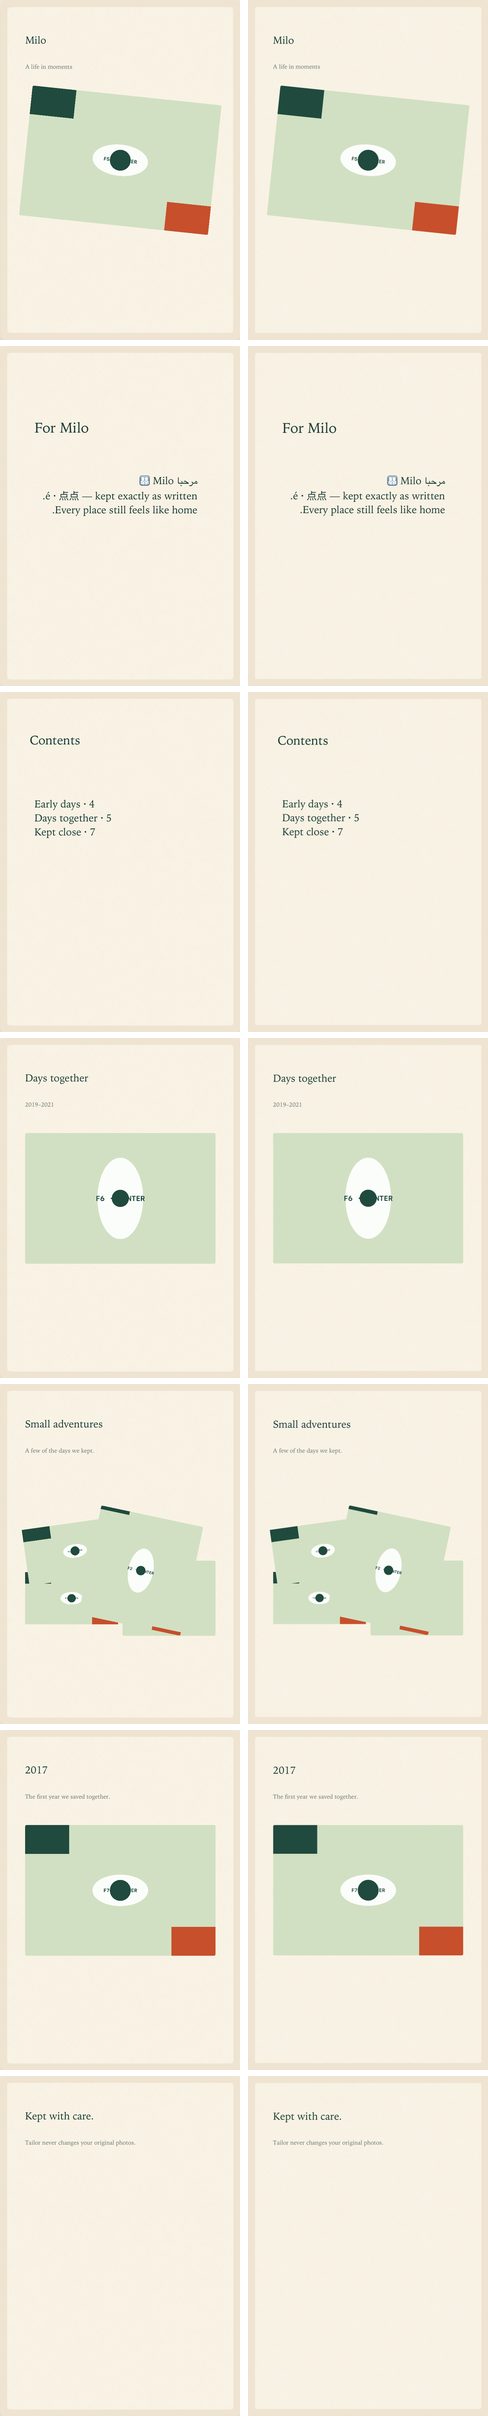 Milo
A life in moments
Milo
A life in moments
For Milo
مرحبا Milo
é · 点点 — kept exactly as written.
Every place still feels like home.
For Milo
مرحبا Milo
é · 点点 — kept exactly as written.
Every place still feels like home.
Contents
Early days · 4
Days together · 5
Kept close · 7
Contents
Early days · 4
Days together · 5
Kept close · 7
Days together
2019–2021
F6
Days together
2019–2021
F6
Small adventures
A few of the days we kept.
Small adventures
A few of the days we kept.
2017
The first year we saved together.
F7
2017
The first year we saved together.
F7
Kept with care.
Tailor never changes your original photos.
Kept with care.
Tailor never changes your original photos.